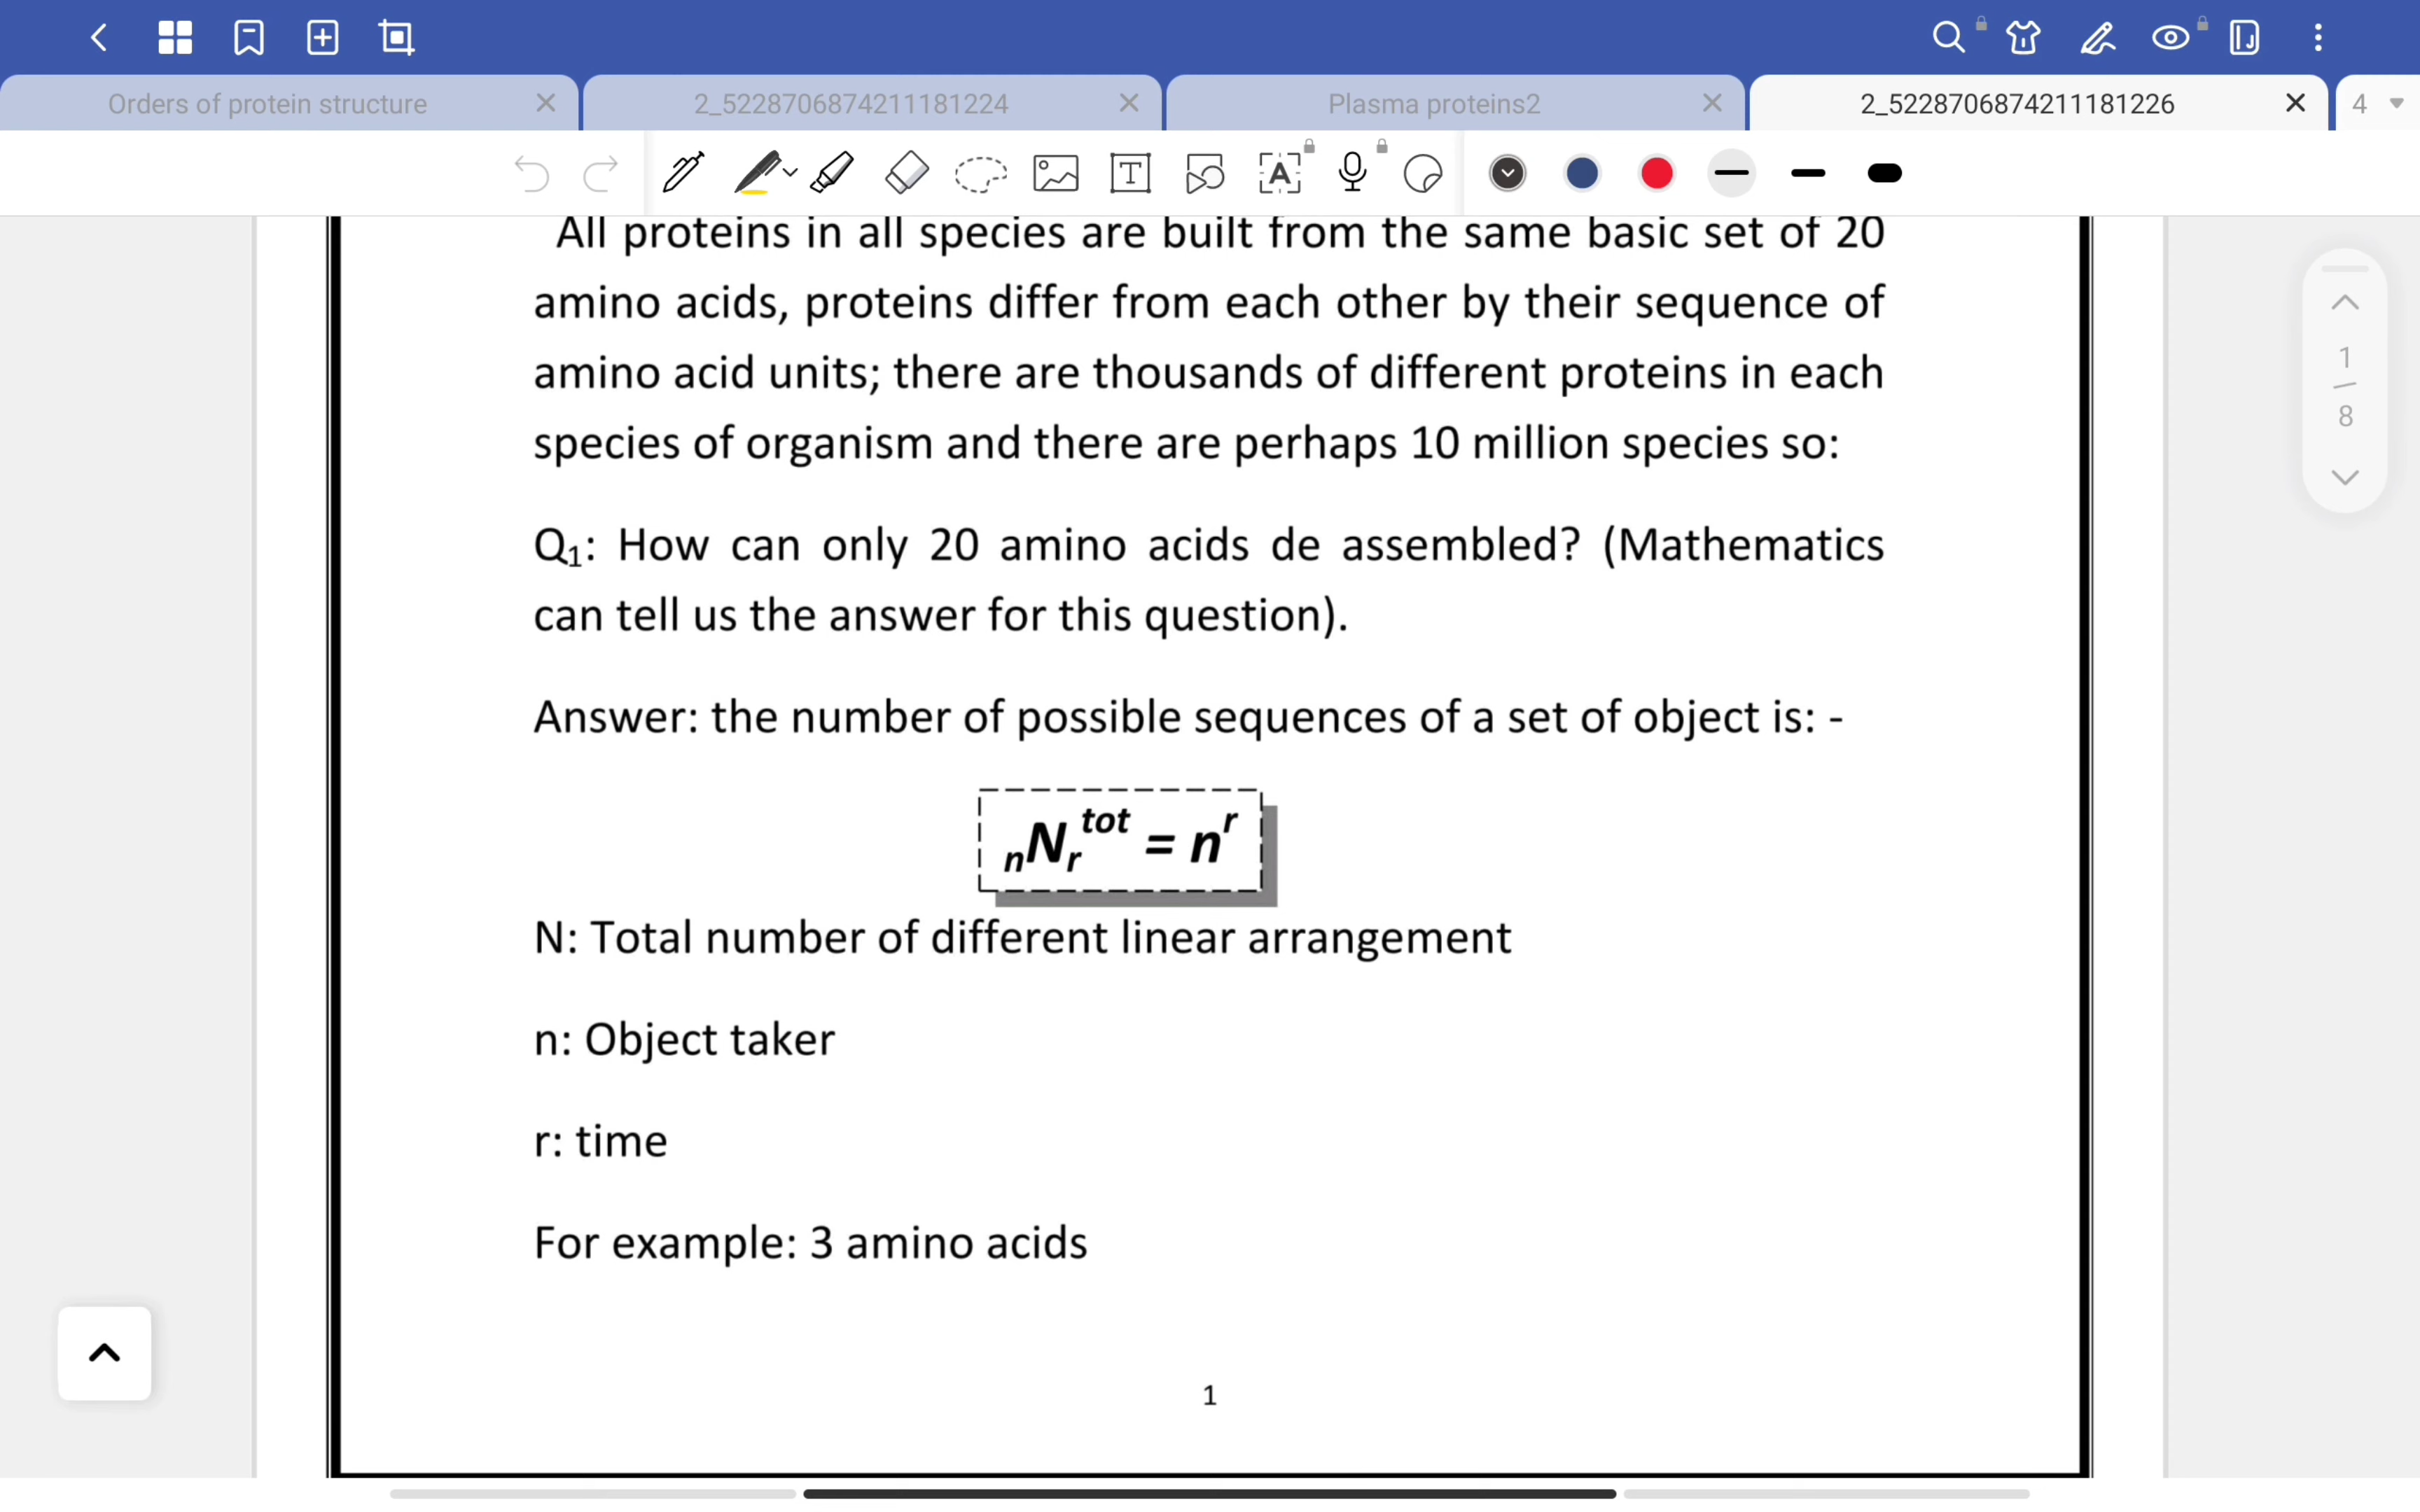 Orders of protein structure
2_5228706874211181224
Plasma proteins2
2_5228706874211181226
4
All proteins in all species are built from the same basic set of 20
amino acids, proteins differ from each other by their sequence of
amino acid units; there are thousands of different proteins in each
species of organism and there are perhaps 10 million species so:
Q₁: How can only 20 amino acids de assembled? (Mathematics
can tell us the answer for this question).
Answer: the number of possible sequences of a set of object is: -
ₙNᵣᵗᵒᵗ = nʳ
N: Total number of different linear arrangement
n: Object taker
r: time
For example: 3 amino acids
1
1
/
8